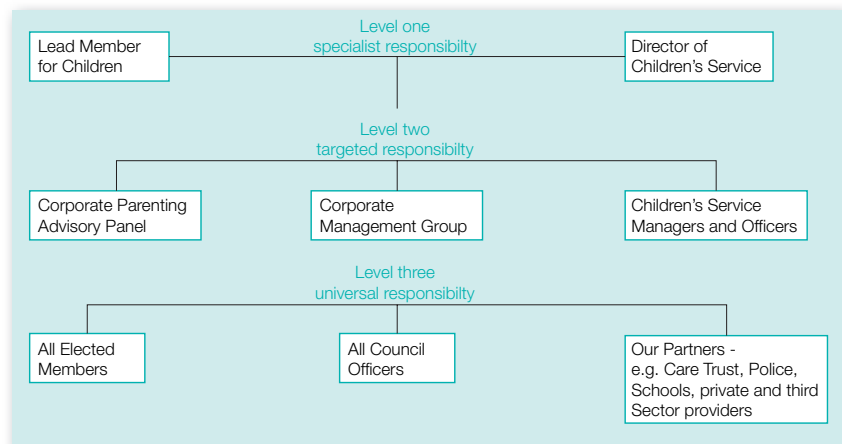 Level one
specialist responsibilty
Lead Member
for Children
Director of
Children's Service
Level two
targeted responsibilty
Corporate Parenting
Advisory Panel
Corporate
Management Group
Children's Service
Managers and Officers
Level three
universal responsibilty
All Elected
Members
All Council
Officers
Our Partners -
e.g. Care Trust, Police,
Schools, private and third
Sector providers